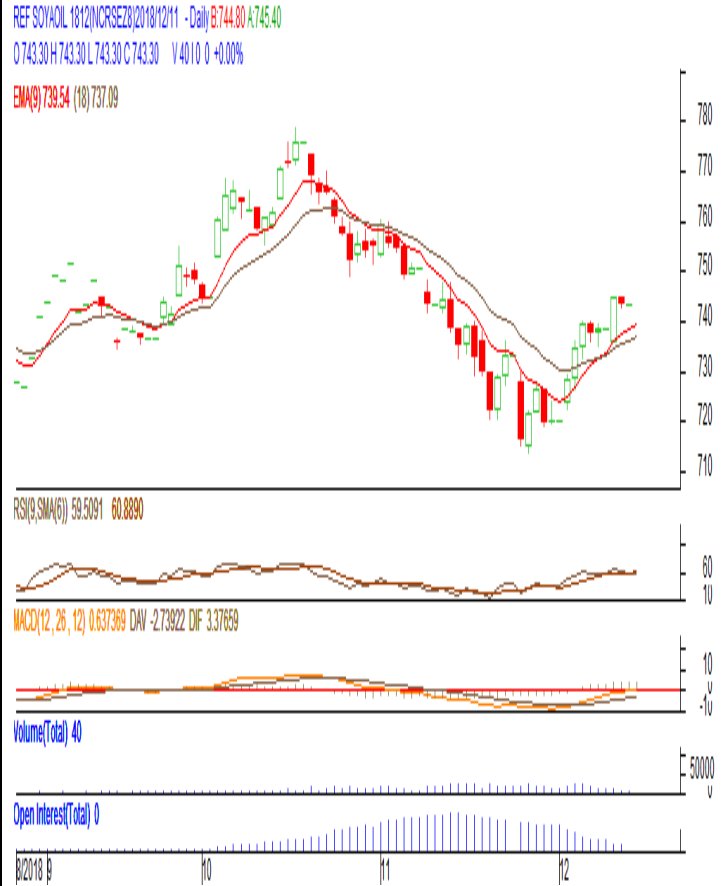 REF SOYAOIL 1812(NCRSEZ8)2018/12/11 - Daily B:744.80 A:745.40
O 743.30 H 743.30 L 743.30 C 743.30 V 40 I 0 0 +0.00%
EMA(9) 739.54 (18) 737.09
780
770
760
750
740
730
720
710
RSI(9,SMA(6)) 59.5091 60.8890
60
10
MACD(12, 26, 12) 0.637369 DAV -2.73922 DIF 3.37659
10
0
-10
Volume(Total) 40
50000
0
Open Interest(Total) 0
8/2018 9 10 11 12